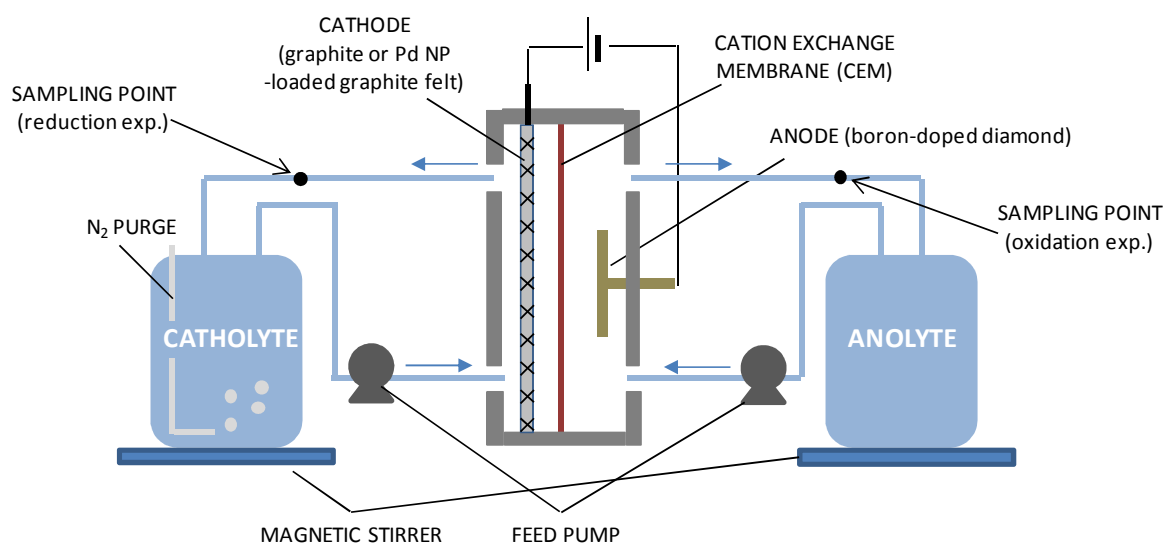 CATHODE
(graphite or Pd NP
-loaded graphite felt)
CATION EXCHANGE
MEMBRANE (CEM)
SAMPLING POINT
(reduction exp.)
ANODE (boron-doped diamond)
N₂ PURGE
SAMPLING POINT
(oxidation exp.)
CATHOLYTE
ANOLYTE
MAGNETIC STIRRER
FEED PUMP